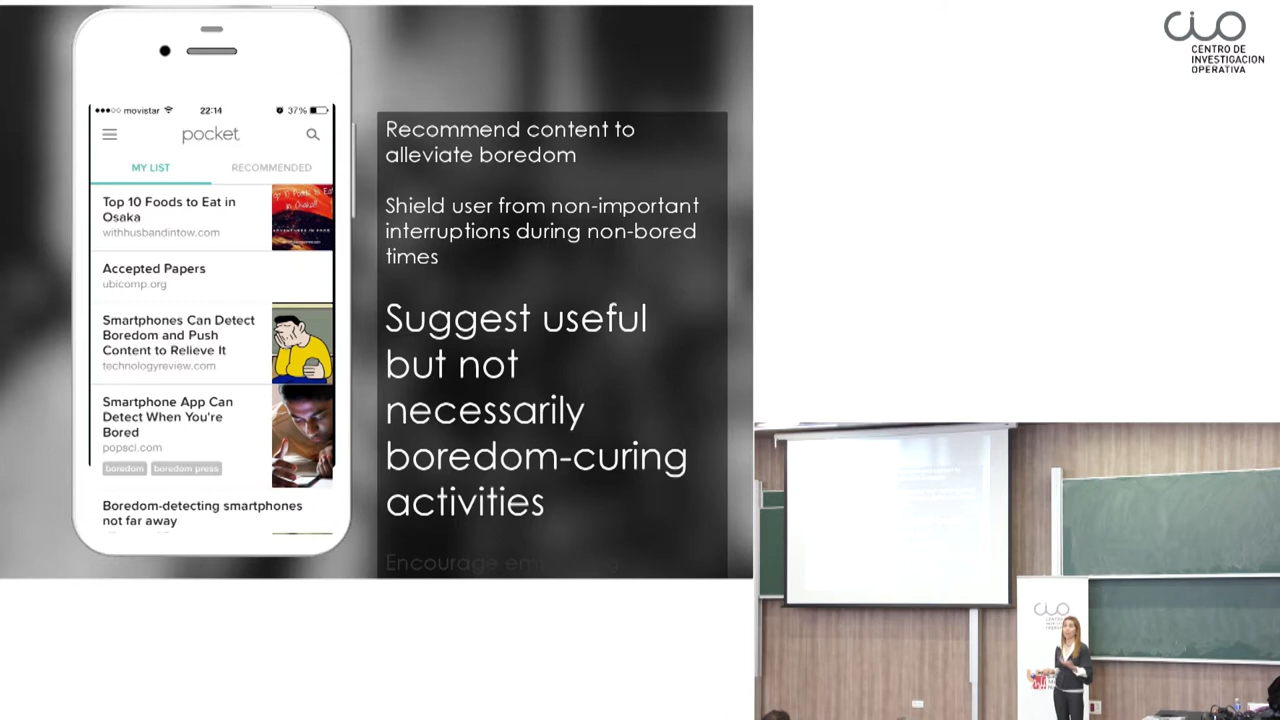 movistar 22:14 37%
pocket
MY LIST RECOMMENDED
Top 10 Foods to Eat in
Osaka
withhusbandintow.com
Accepted Papers
ubicomp.org
Smartphones Can Detect
Boredom and Push
Content to Relieve It
technologyreview.com
Smartphone App Can
Detect When You're
Bored
popsci.com
boredom boredom press
Boredom-detecting smartphones
not far away
Recommend content to
alleviate boredom
Shield user from non-important
interruptions during non-bored
times
Suggest useful
but not
necessarily
boredom-curing
activities
Encourage
CIO
CENTRO DE
INVESTIGACION
OPERATIVA
CIO